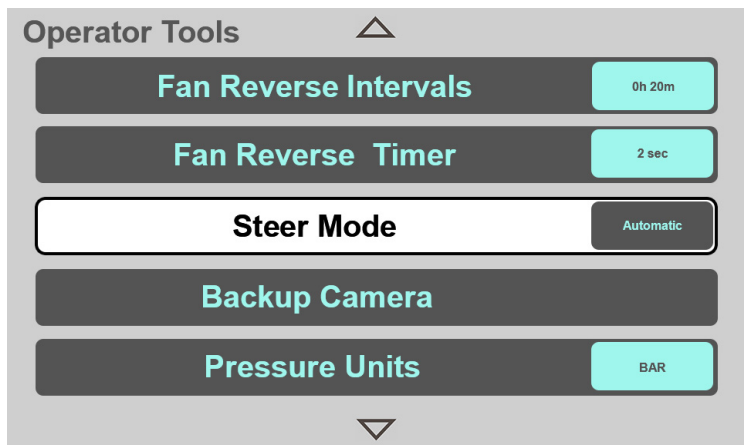 Operator Tools
Fan Reverse Intervals 0h 20m
Fan Reverse Timer 2 sec
Steer Mode Automatic
Backup Camera
Pressure Units BAR